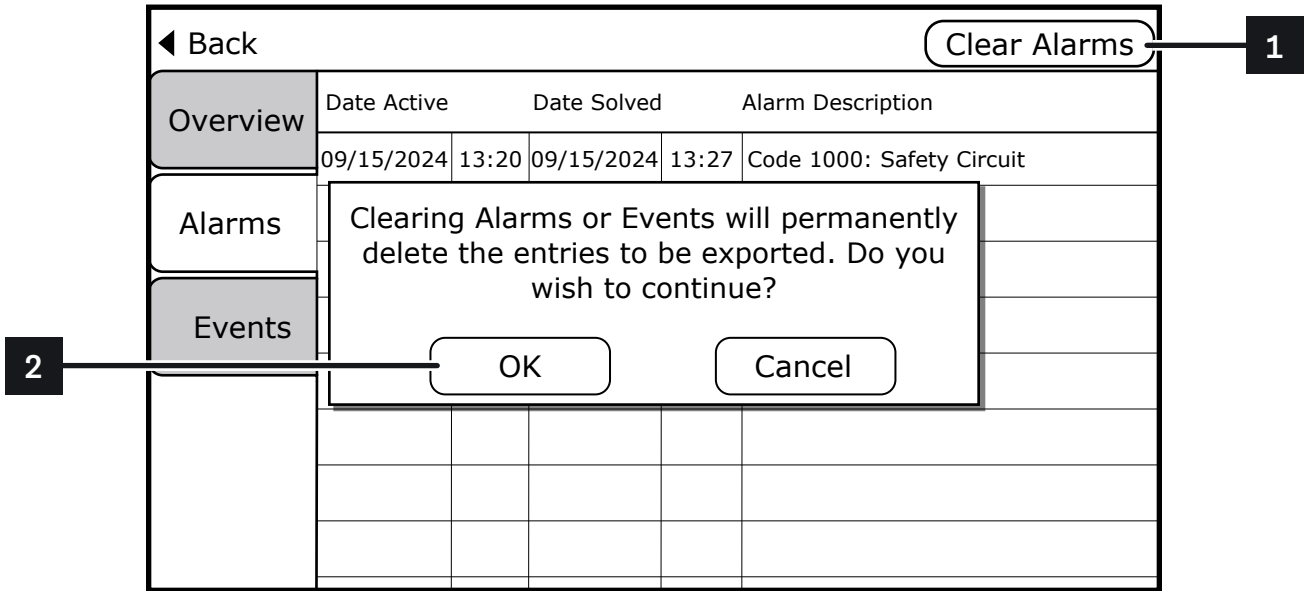 Back
Clear Alarms
1
Overview
Date Active Date Solved Alarm Description
09/15/2024 13:20 09/15/2024 13:27 Code 1000: Safety Circuit
Alarms
Clearing Alarms or Events will permanently
delete the entries to be exported. Do you
wish to continue?
Events
2
OK
Cancel